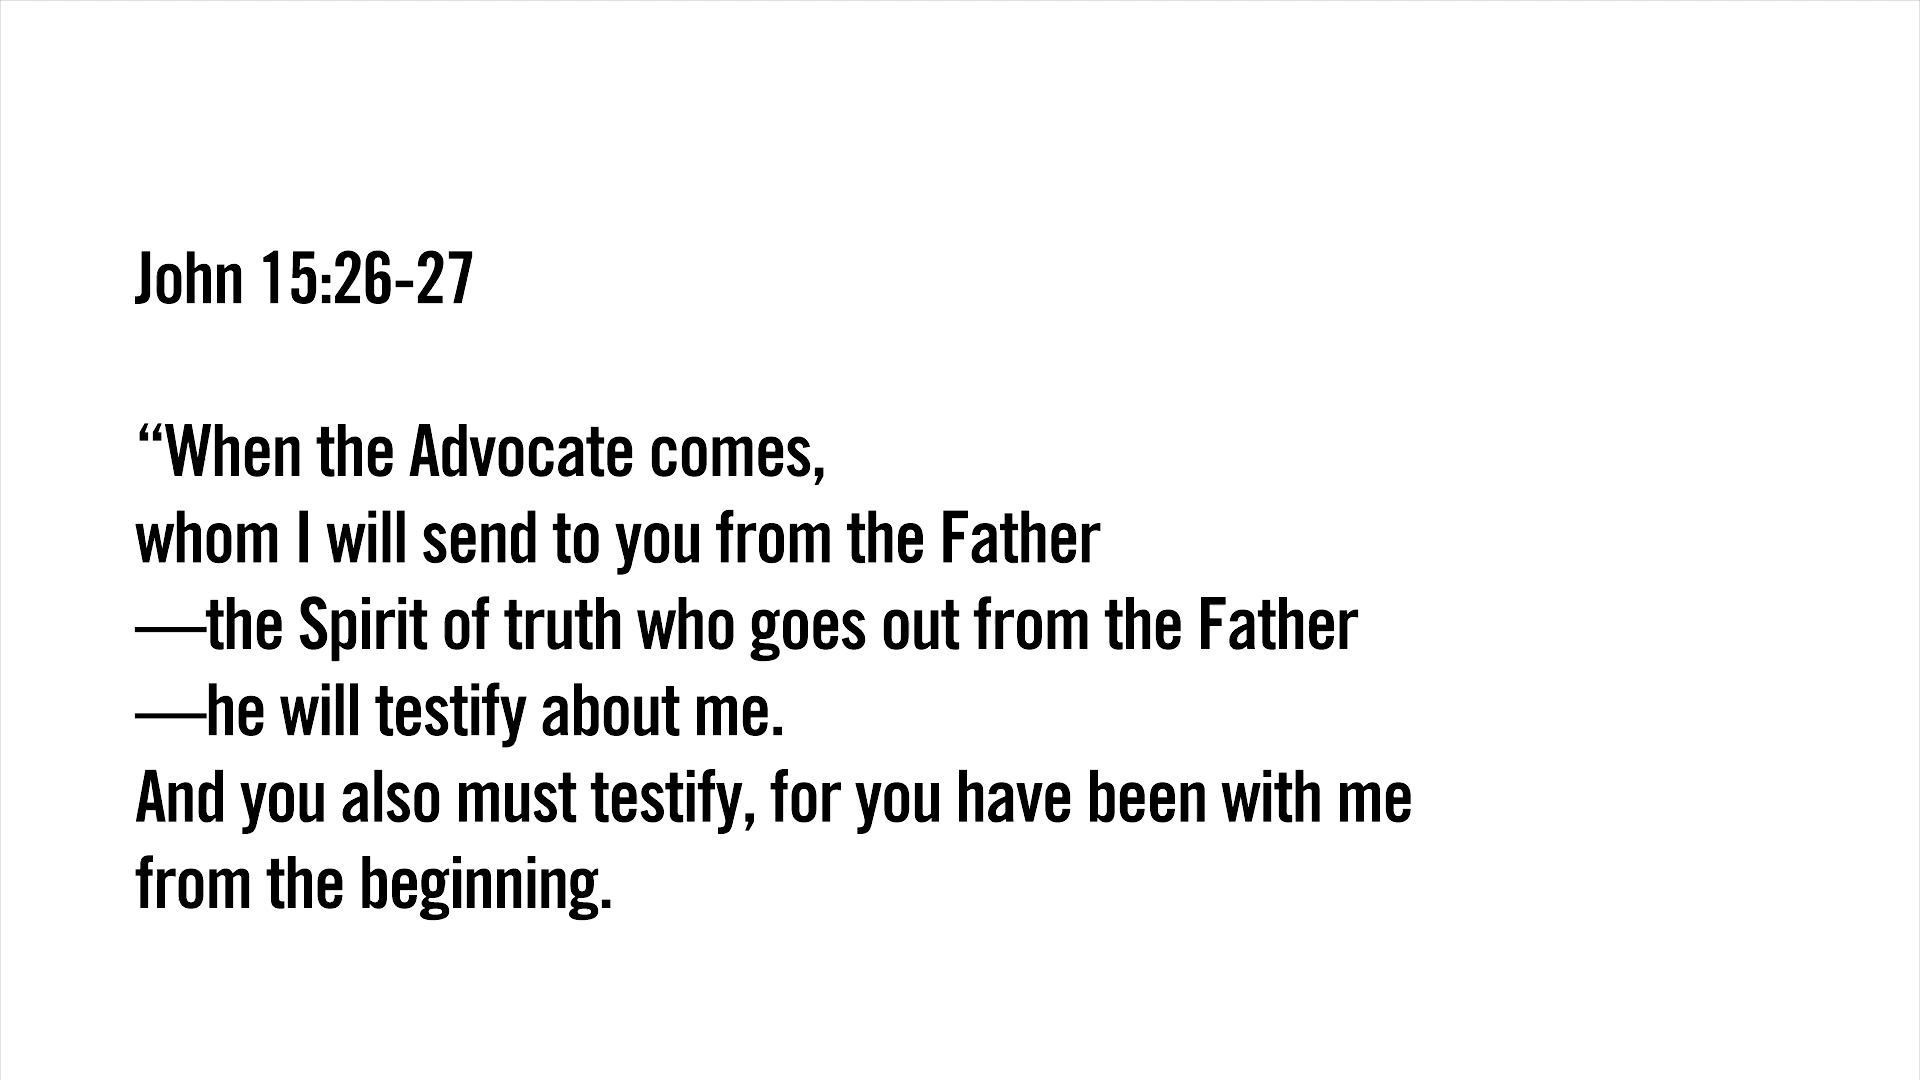 John 15:26-27
“When the Advocate comes,
whom I will send to you from the Father
—the Spirit of truth who goes out from the Father
—he will testify about me.
And you also must testify, for you have been with me
from the beginning.